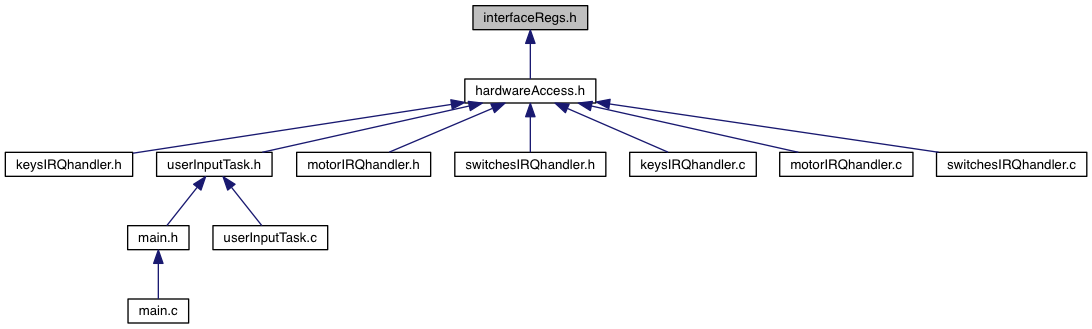 interfaceRegs.h
hardwareAccess.h
keysIRQhandler.h
userInputTask.h
motorIRQhandler.h
switchesIRQhandler.h
keysIRQhandler.c
motorIRQhandler.c
switchesIRQhandler.c
main.h
userInputTask.c
main.c